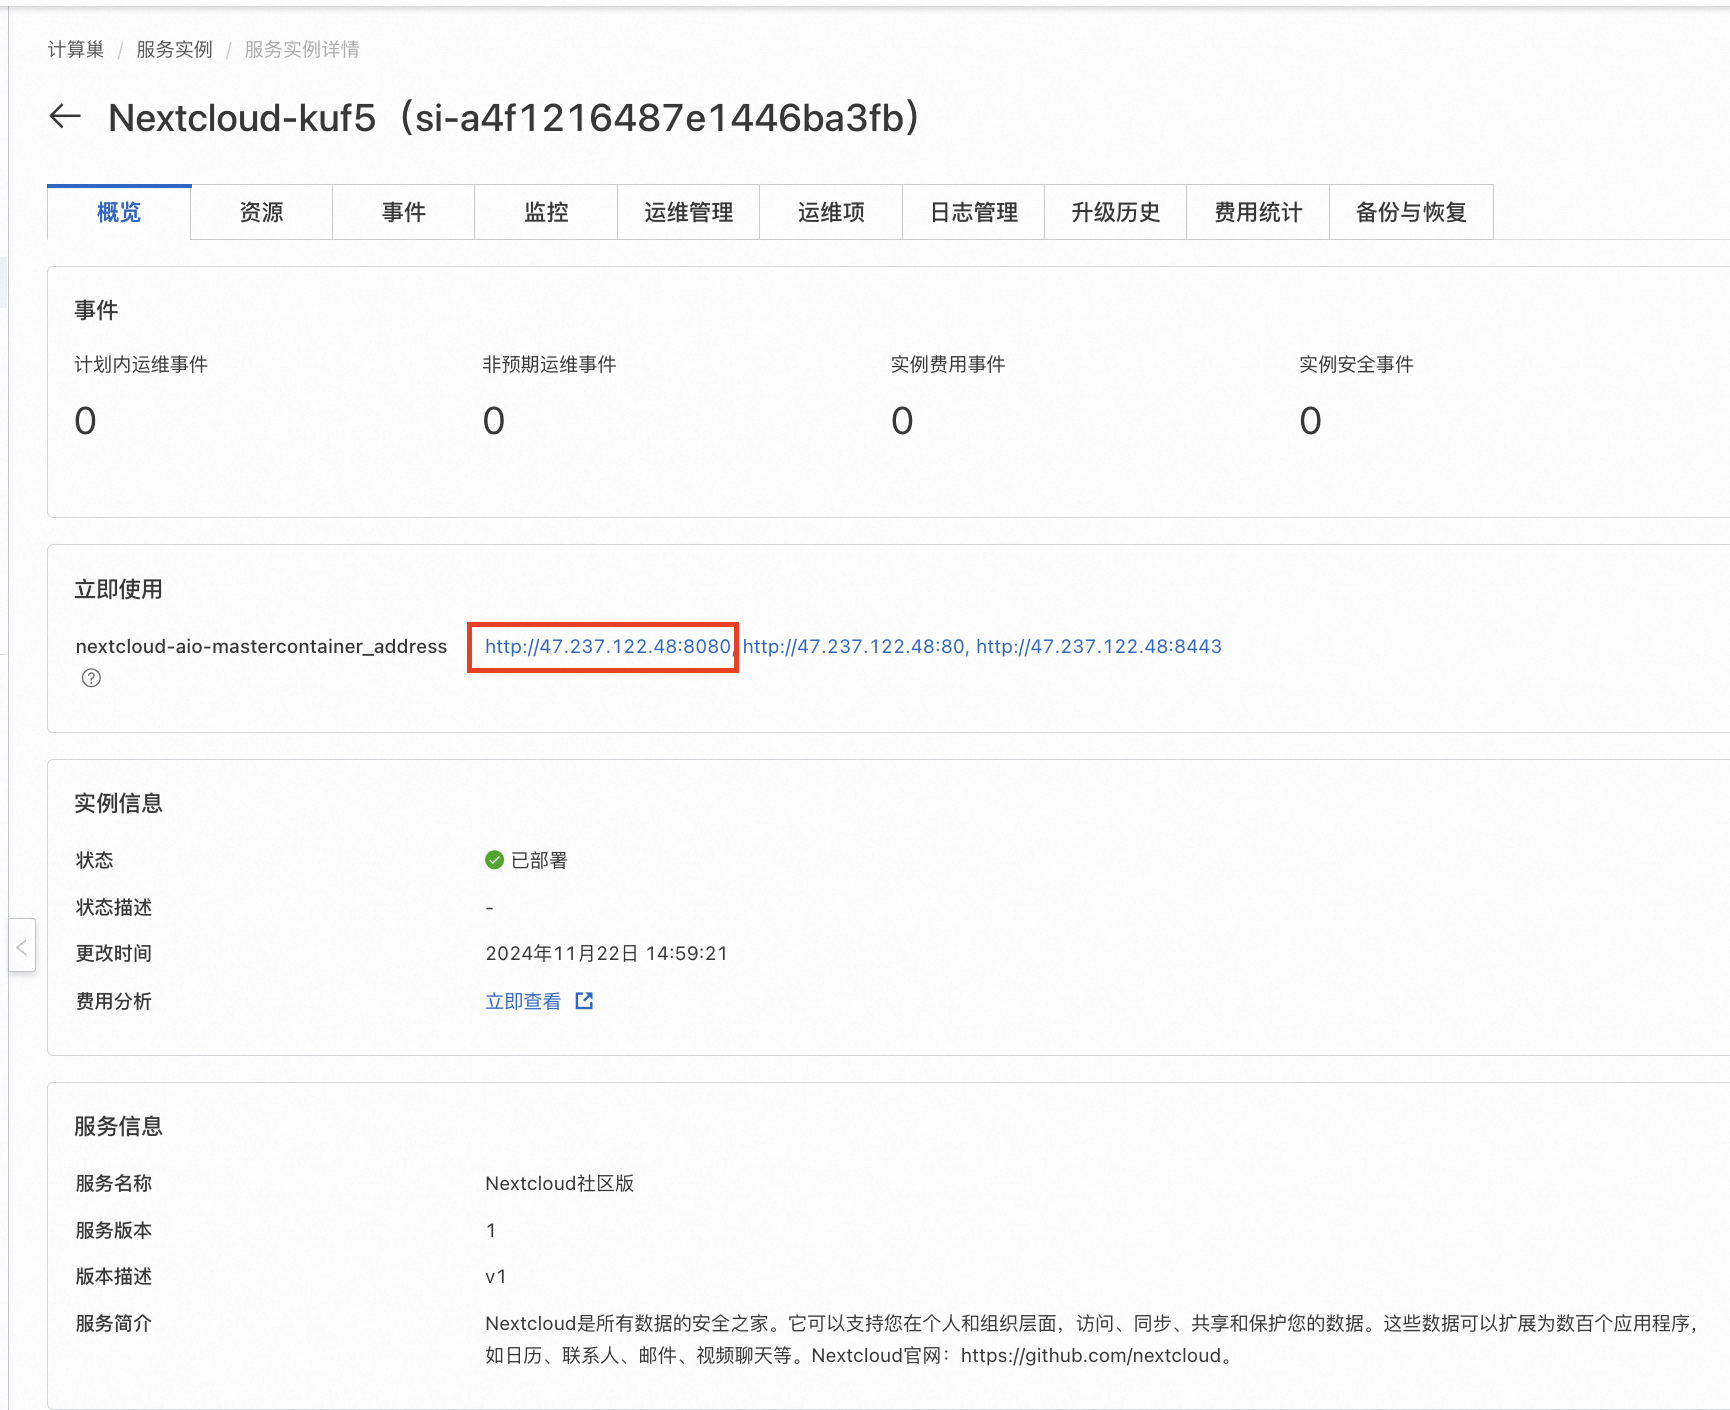 计算巢 / 服务实例 / 服务实例详情
Nextcloud-kuf5（si-a4f1216487e1446ba3fb）
概览 资源 事件 监控 运维管理 运维项 日志管理 升级历史 费用统计 备份与恢复
事件
计划内运维事件 非预期运维事件 实例费用事件 实例安全事件
0 0 0 0
立即使用
nextcloud-aio-mastercontainer_address http://47.237.122.48:8080, http://47.237.122.48:80, http://47.237.122.48:8443
?
实例信息
状态 已部署
状态描述 -
更改时间 2024年11月22日 14:59:21
费用分析 立即查看
服务信息
服务名称 Nextcloud社区版
服务版本 1
版本描述 v1
服务简介 Nextcloud是所有数据的安全之家。它可以支持您在个人和组织层面，访问、同步、共享和保护您的数据。这些数据可以扩展为数百个应用程序，
如日历、联系人、邮件、视频聊天等。Nextcloud官网：https://github.com/nextcloud。